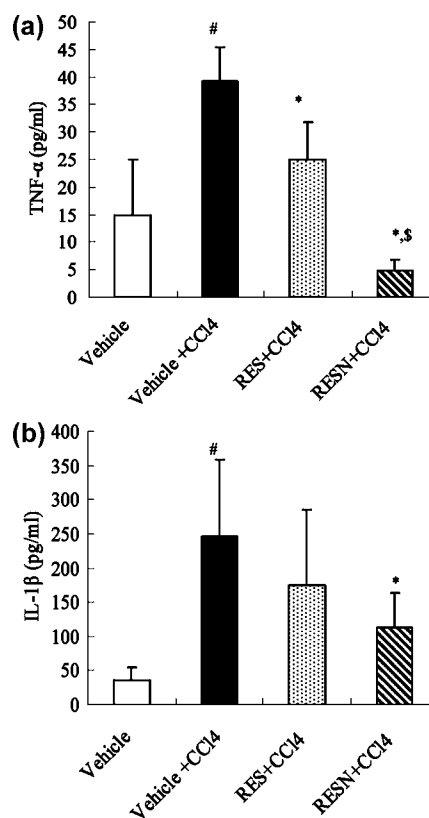 (a)
TNF-α (pg/ml)
50
45
40
35
30
25
20
15
10
5
0
#
*
*,$
Vehicle
Vehicle +CCl4
RES+CCl4
RESN+CCl4
(b)
IL-1β (pg/ml)
400
350
300
250
200
150
100
50
0
#
*
Vehicle
Vehicle +CCl4
RES+CCl4
RESN+CCl4